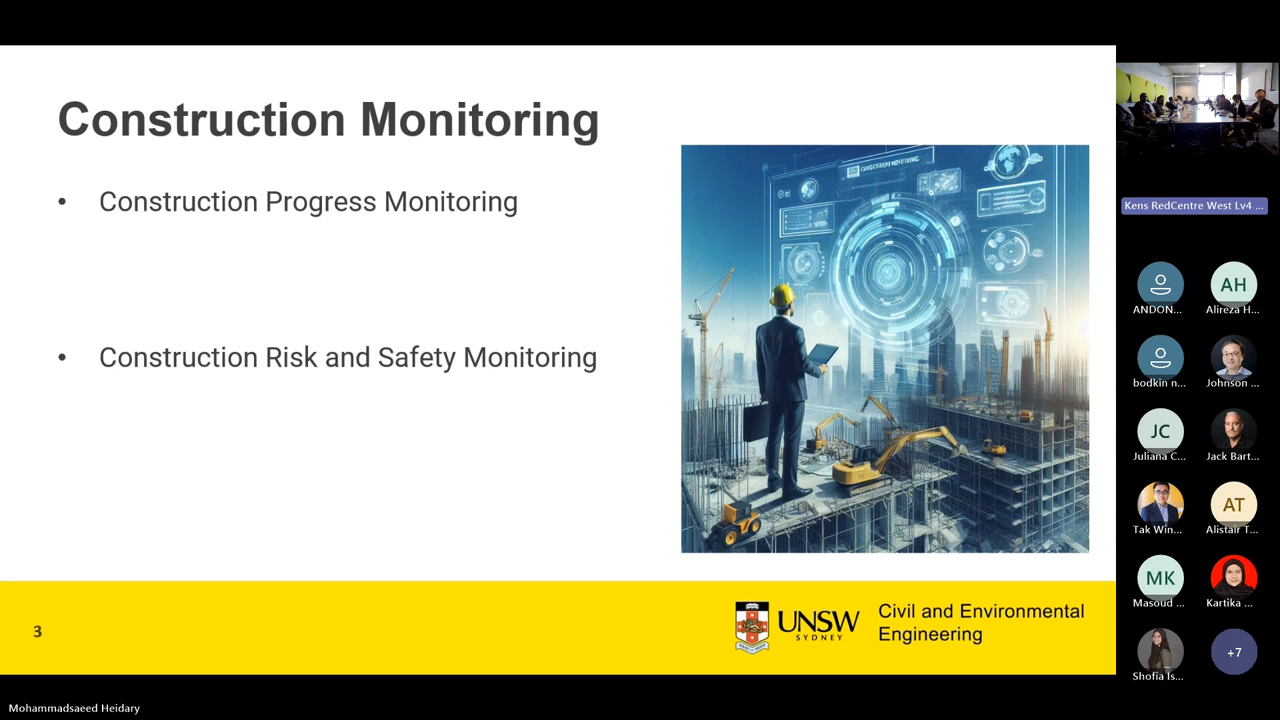 Construction Monitoring
• Construction Progress Monitoring
• Construction Risk and Safety Monitoring
3
UNSW
SYDNEY
Civil and Environmental
Engineering
Kens RedCentre West Lv4 ...
ANDON...
AH
Alireza H...
bodkin n...
Johnson ...
JC
Juliana C...
Jack Bart...
Tak Win...
AT
Alistair T...
MK
Masoud ...
Kartika ...
Shofia Is...
+7
Mohammadsaeed Heidary